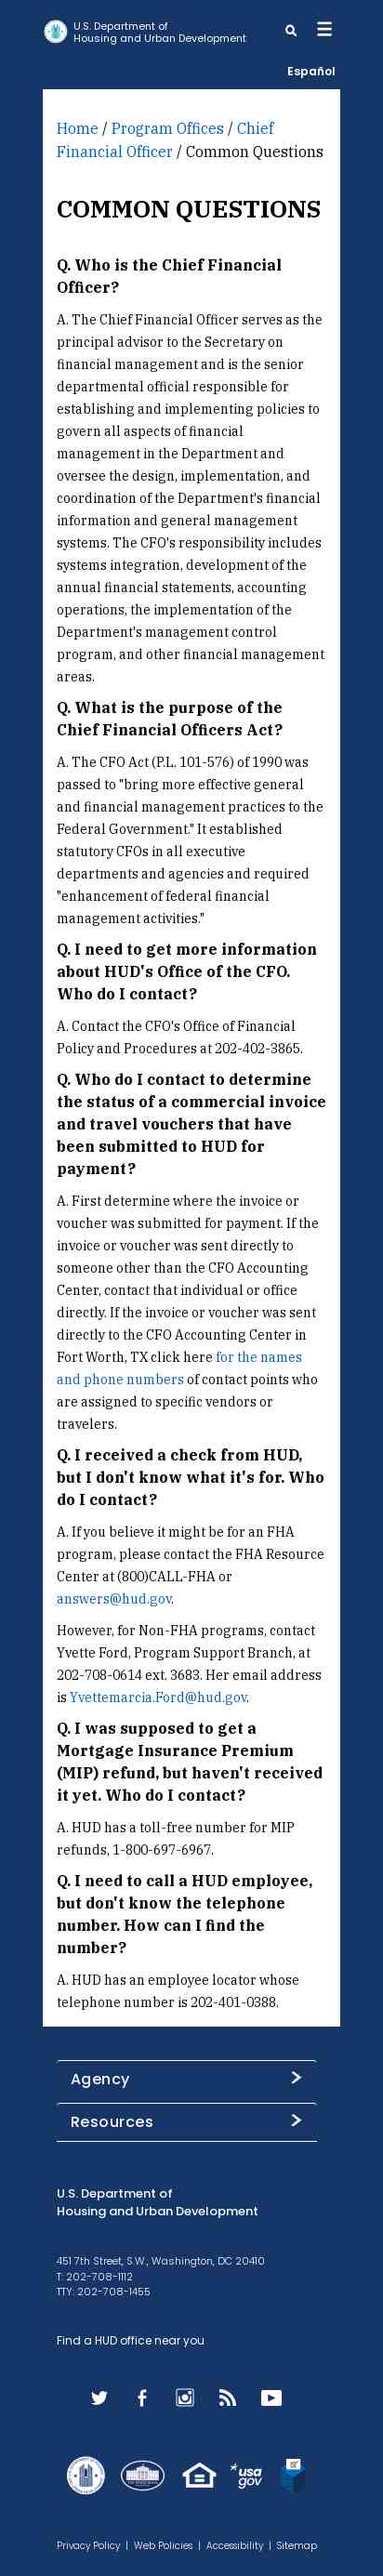 U.S. Department of
Housing and Urban Development
Español
Home / Program Offices / Chief
Financial Officer / Common Questions
COMMON QUESTIONS
Q. Who is the Chief Financial
Officer?
A. The Chief Financial Officer serves as the
principal advisor to the Secretary on
financial management and is the senior
departmental official responsible for
establishing and implementing policies to
govern all aspects of financial
management in the Department and
oversee the design, implementation, and
coordination of the Department's financial
information and general management
systems. The CFO's responsibility includes
systems integration, development of the
annual financial statements, accounting
operations, the implementation of the
Department's management control
program, and other financial management
areas.
Q. What is the purpose of the
Chief Financial Officers Act?
A. The CFO Act (P.L. 101-576) of 1990 was
passed to "bring more effective general
and financial management practices to the
Federal Government." It established
statutory CFOs in all executive
departments and agencies and required
"enhancement of federal financial
management activities."
Q. I need to get more information
about HUD's Office of the CFO.
Who do I contact?
A. Contact the CFO's Office of Financial
Policy and Procedures at 202-402-3865.
Q. Who do I contact to determine
the status of a commercial invoice
and travel vouchers that have
been submitted to HUD for
payment?
A. First determine where the invoice or
voucher was submitted for payment. If the
invoice or voucher was sent directly to
someone other than the CFO Accounting
Center, contact that individual or office
directly. If the invoice or voucher was sent
directly to the CFO Accounting Center in
Fort Worth, TX click here for the names
and phone numbers of contact points who
are assigned to specific vendors or
travelers.
Q. I received a check from HUD,
but I don't know what it's for. Who
do I contact?
A. If you believe it might be for an FHA
program, please contact the FHA Resource
Center at (800)CALL-FHA or
answers@hud.gov.
However, for Non-FHA programs, contact
Yvette Ford, Program Support Branch, at
202-708-0614 ext. 3683. Her email address
is Yvettemarcia.Ford@hud.gov.
Q. I was supposed to get a
Mortgage Insurance Premium
(MIP) refund, but haven't received
it yet. Who do I contact?
A. HUD has a toll-free number for MIP
refunds, 1-800-697-6967.
Q. I need to call a HUD employee,
but don't know the telephone
number. How can I find the
number?
A. HUD has an employee locator whose
telephone number is 202-401-0388.
Agency
Resources
U.S. Department of
Housing and Urban Development
451 7th Street, S.W., Washington, DC 20410
T: 202-708-1112
TTY: 202-708-1455
Find a HUD office near you
usa
gov
Privacy Policy | Web Policies | Accessibility | Sitemap